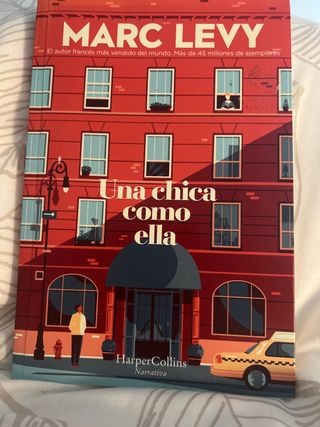 MARC LEVY
El autor francés más vendido del mundo. Más de 45 millones de ejemplares
Una chica
como
ella
HarperCollins
Narrativa